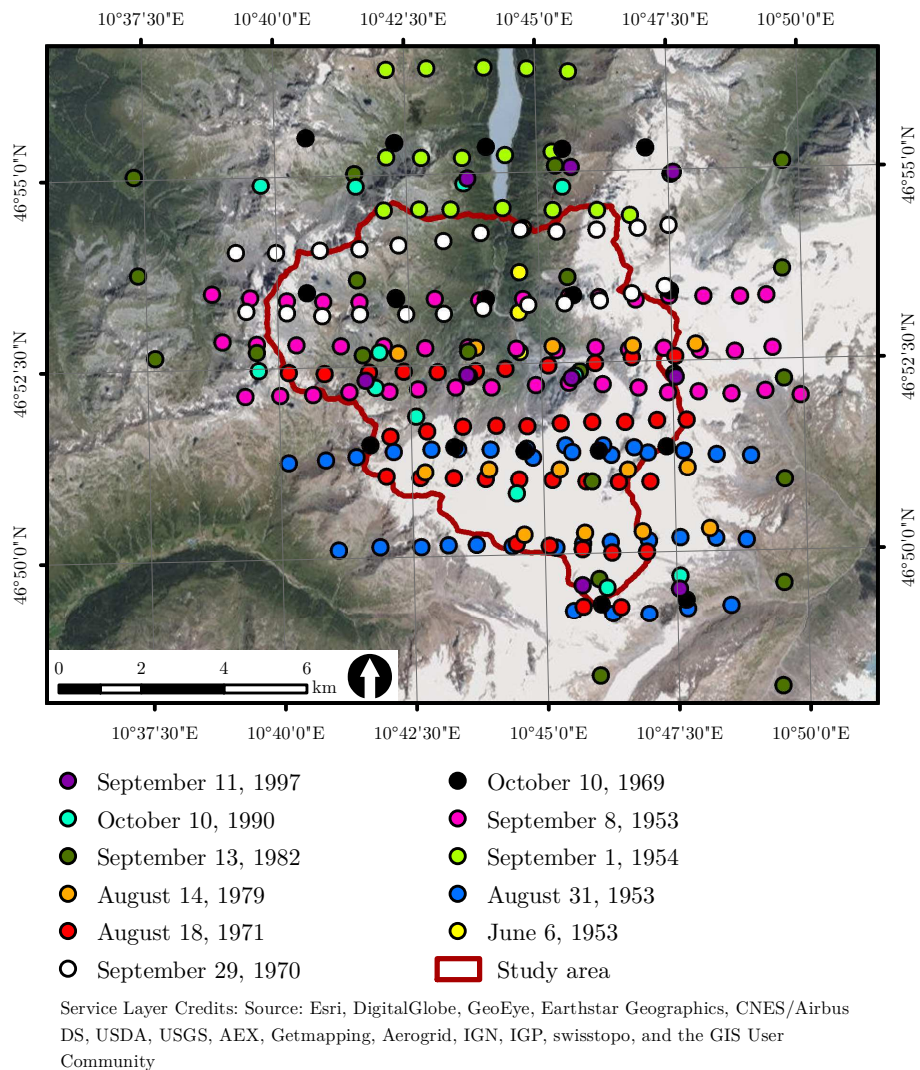 10°37'30"E 10°40'0"E 10°42'30"E 10°45'0"E 10°47'30"E 10°50'0"E
46°55'0"N 46°55'0"N
46°52'30"N 46°52'30"N
46°50'0"N 46°50'0"N
0 2 4 6
km
10°37'30"E 10°40'0"E 10°42'30"E 10°45'0"E 10°47'30"E 10°50'0"E
September 11, 1997
October 10, 1990
September 13, 1982
August 14, 1979
August 18, 1971
September 29, 1970
October 10, 1969
September 8, 1953
September 1, 1954
August 31, 1953
June 6, 1953
Study area
Service Layer Credits: Source: Esri, DigitalGlobe, GeoEye, Earthstar Geographics, CNES/Airbus
DS, USDA, USGS, AEX, Getmapping, Aerogrid, IGN, IGP, swisstopo, and the GIS User
Community